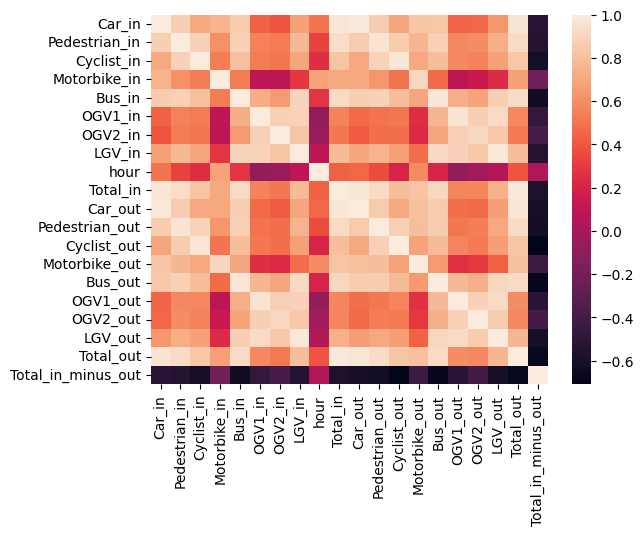 Car_in
Pedestrian_in
Cyclist_in
Motorbike_in
Bus_in
OGV1_in
OGV2_in
LGV_in
hour
Total_in
Car_out
Pedestrian_out
Cyclist_out
Motorbike_out
Bus_out
OGV1_out
OGV2_out
LGV_out
Total_out
Total_in_minus_out
Car_in
Pedestrian_in
Cyclist_in
Motorbike_in
Bus_in
OGV1_in
OGV2_in
LGV_in
hour
Total_in
Car_out
Pedestrian_out
Cyclist_out
Motorbike_out
Bus_out
OGV1_out
OGV2_out
LGV_out
Total_out
Total_in_minus_out
1.0
0.8
0.6
0.4
0.2
0.0
−0.2
−0.4
−0.6